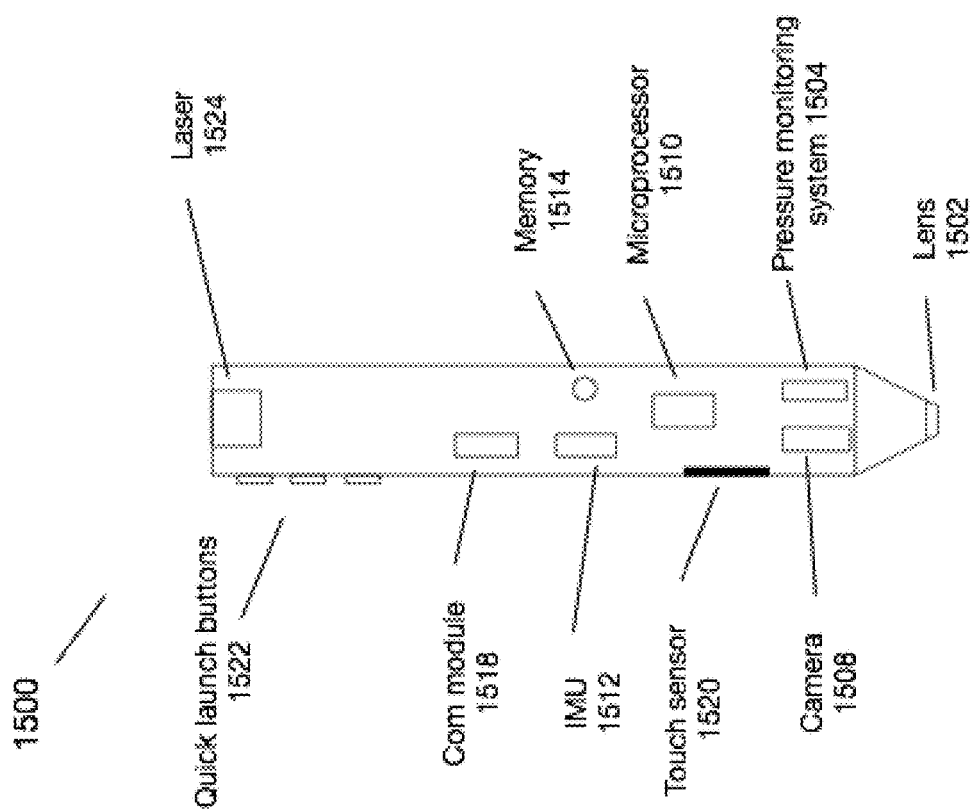 1500
Laser
1524
Quick launch buttons
1522
Memory
1514
Com module
1518
Microprocessor
1510
IMU
1512
Touch sensor
1520
Pressure monitoring
system 1504
Camera
1508
Lens
1502